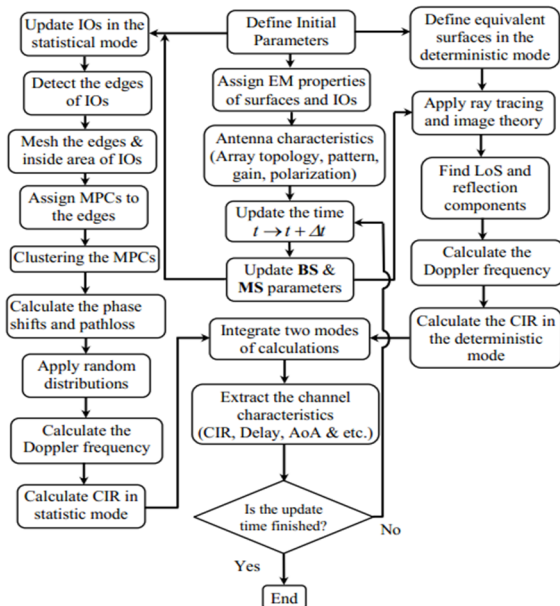 Update IOs in the
statistical mode
Detect the edges
of IOs
Mesh the edges &
inside area of IOs
Assign MPCs to
the edges
Clustering the MPCs
Calculate the phase
shifts and pathloss
Apply random
distributions
Calculate the
Doppler frequency
Calculate CIR in
statistic mode
Define Initial
Parameters
Assign EM properties
of surfaces and IOs
Antenna characteristics
(Array topology, pattern,
gain, polarization)
Update the time
t → t + Δt
Update BS &
MS parameters
Integrate two modes
of calculations
Extract the channel
characteristics
(CIR, Delay, AoA & etc.)
Is the update
time finished?
No
Yes
End
Define equivalent
surfaces in the
deterministic mode
Apply ray tracing
and image theory
Find LoS and
reflection
components
Calculate the
Doppler frequency
Calculate the CIR in
the deterministic
mode